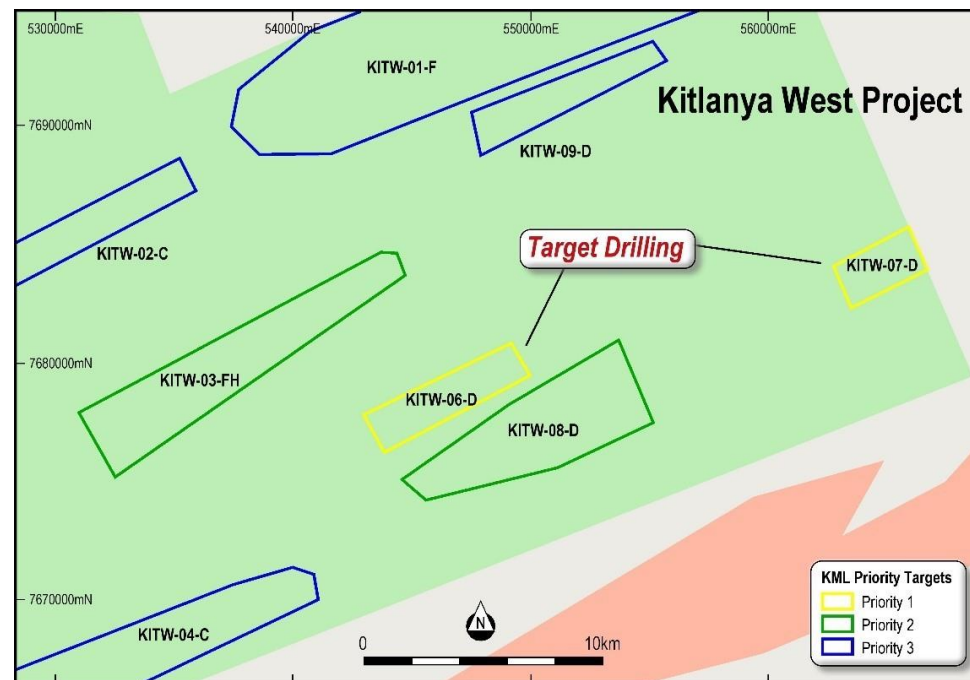 530000mE
540000mE
550000mE
560000mE
KITW-01-F
Kitlanya West Project
7690000mN
KITW-09-D
KITW-02-C
Target Drilling
KITW-07-D
7680000mN
KITW-03-FH
KITW-06-D
KITW-08-D
KML Priority Targets
Priority 1
Priority 2
Priority 3
7670000mN
KITW-04-C
N
0
10km